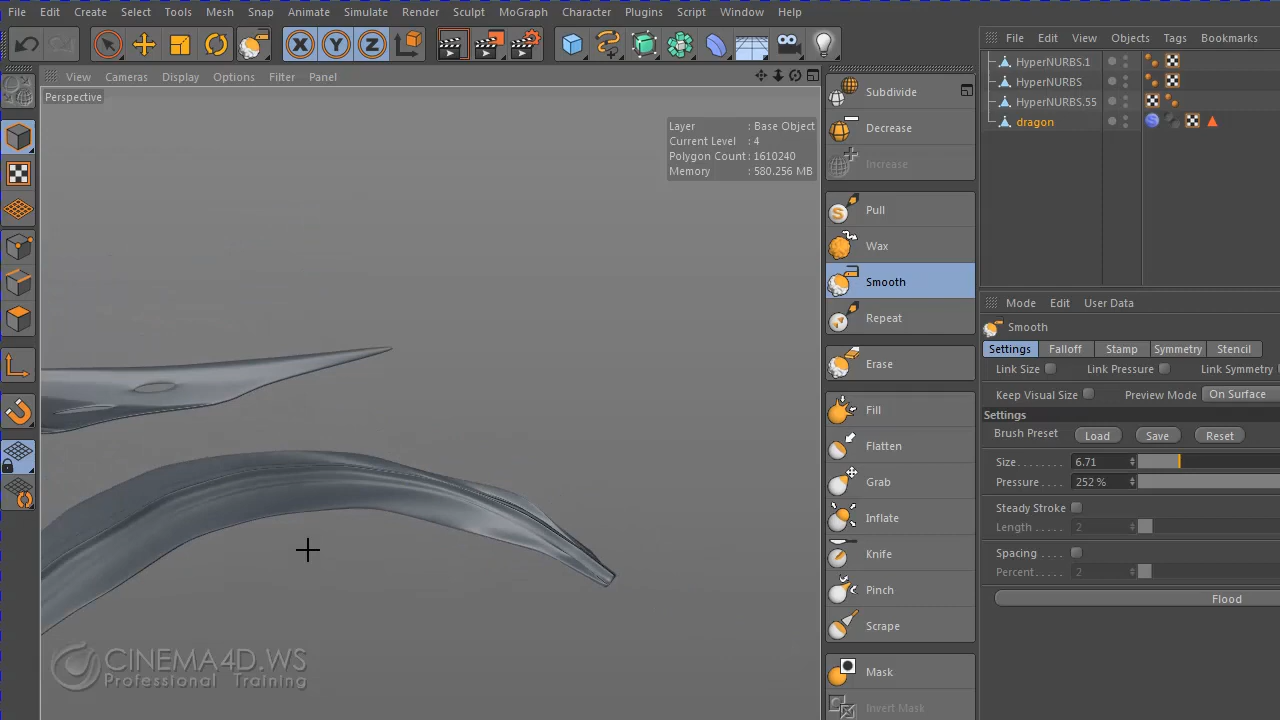 File Edit Create Select Tools Mesh Snap Animate Simulate Render Sculpt MoGraph Character Plugins Script Window Help
File Edit View Objects Tags Bookmarks
HyperNURBS.1
HyperNURBS
HyperNURBS.55
dragon
View Cameras Display Options Filter Panel
Perspective
Layer : Base Object
Current Level : 4
Polygon Count : 1610240
Memory : 580.256 MB
Subdivide
Decrease
Increase
Pull
Wax
Smooth
Repeat
Erase
Fill
Flatten
Grab
Inflate
Knife
Pinch
Scrape
Mask
Invert Mask
Mode Edit User Data
Smooth
Settings Falloff Stamp Symmetry Stencil
Link Size Link Pressure Link Symmetry
Keep Visual Size Preview Mode On Surface
Settings
Brush Preset Load Save Reset
Size 6.71
Pressure 252 %
Steady Stroke
Length 2
Spacing
Percent 2
Flood
CINEMA4D.WS
Professional Training
X Y Z